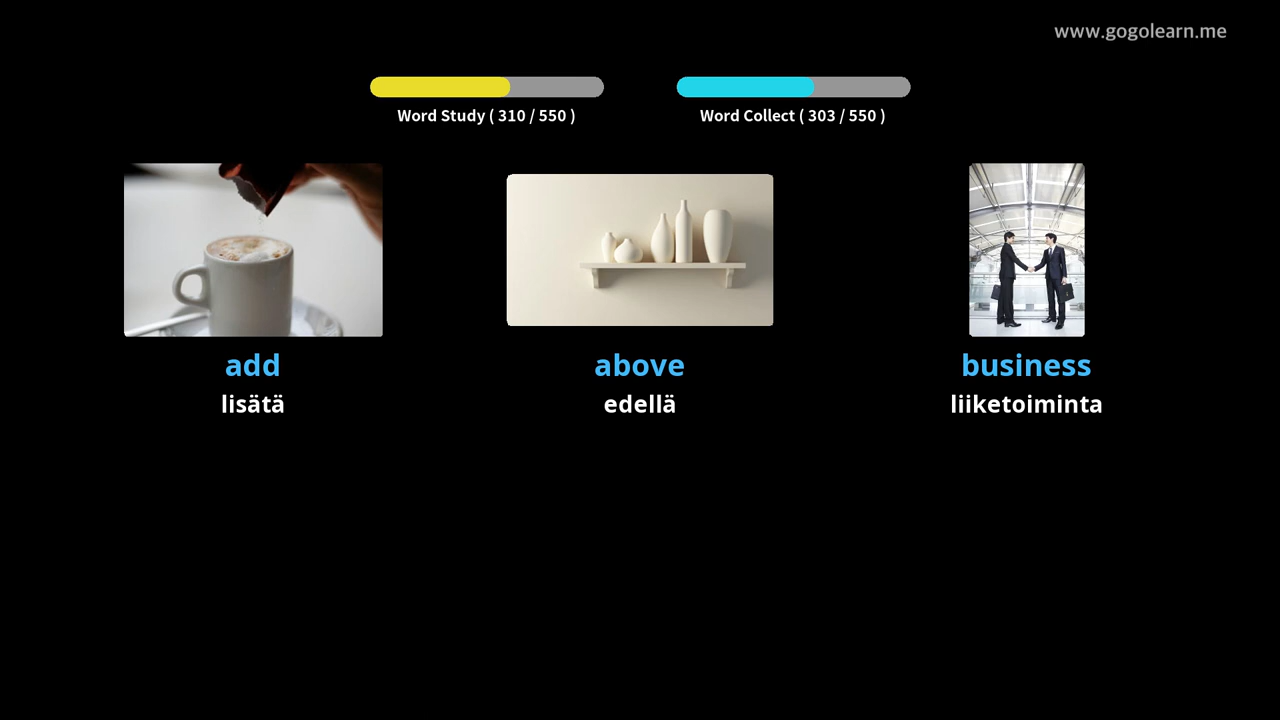 www.gogolearn.me
Word Study ( 310 / 550 )
Word Collect ( 303 / 550 )
add
lisätä
above
edellä
business
liiketoiminta